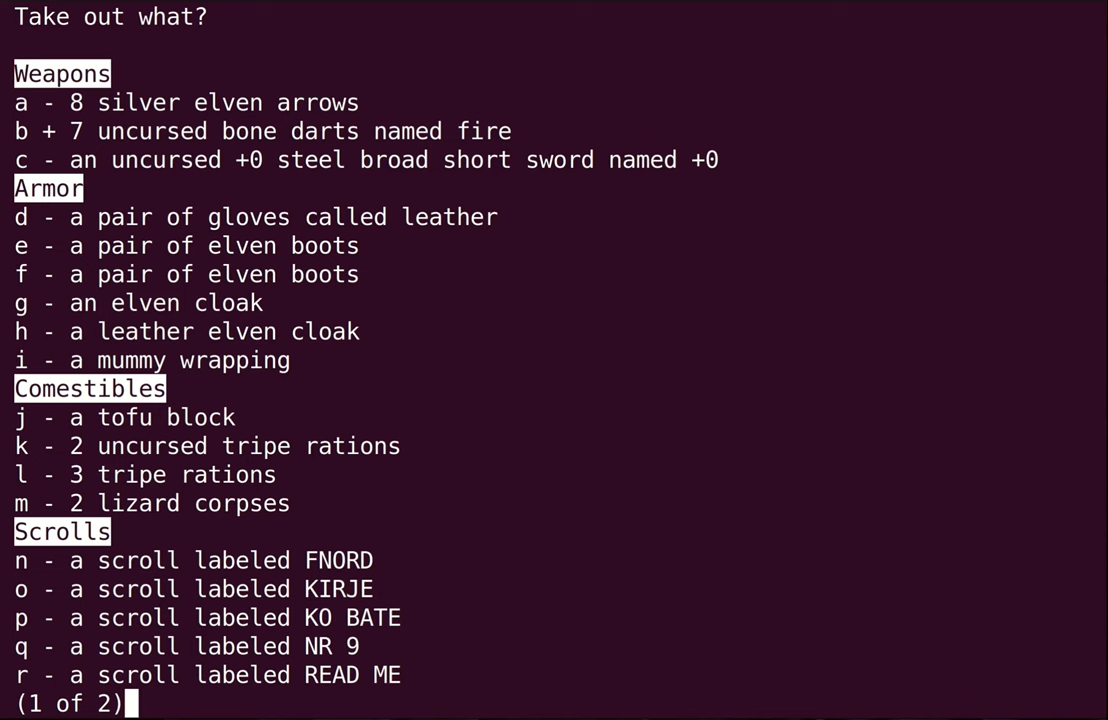 Take out what?
Weapons
a - 8 silver elven arrows
b + 7 uncursed bone darts named fire
c - an uncursed +0 steel broad short sword named +0
Armor
d - a pair of gloves called leather
e - a pair of elven boots
f - a pair of elven boots
g - an elven cloak
h - a leather elven cloak
i - a mummy wrapping
Comestibles
j - a tofu block
k - 2 uncursed tripe rations
l - 3 tripe rations
m - 2 lizard corpses
Scrolls
n - a scroll labeled FNORD
o - a scroll labeled KIRJE
p - a scroll labeled KO BATE
q - a scroll labeled NR 9
r - a scroll labeled READ ME
(1 of 2)